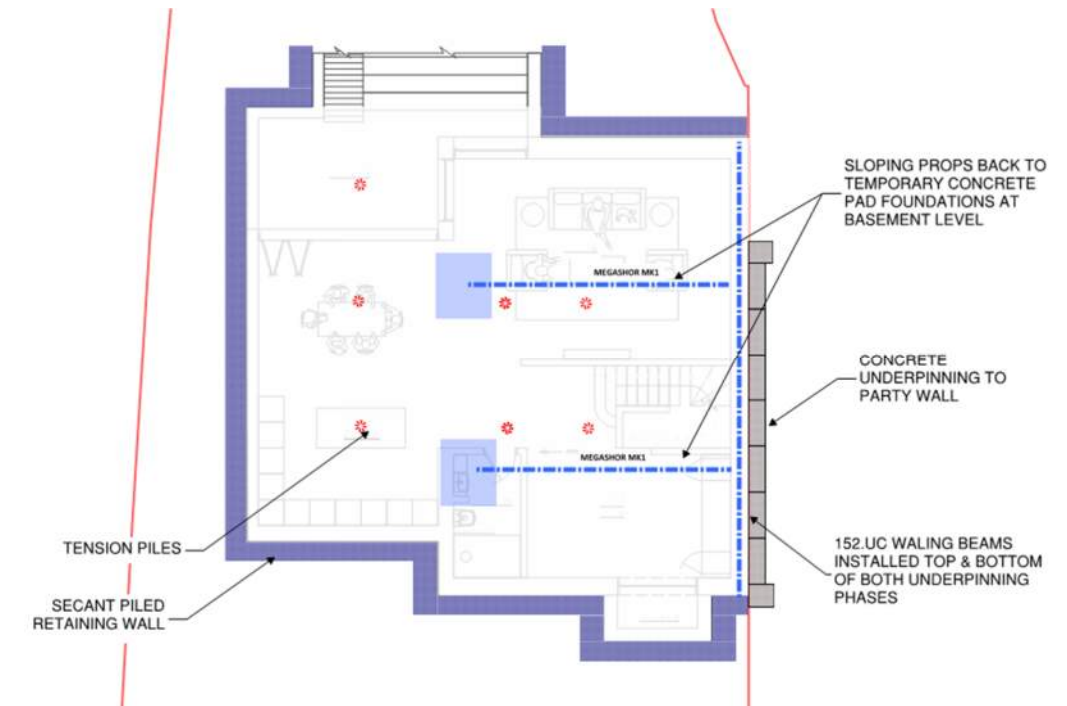 SLOPING PROPS BACK TO
TEMPORARY CONCRETE
PAD FOUNDATIONS AT
BASEMENT LEVEL
MEGASHOR MK1
CONCRETE
UNDERPINNING TO
PARTY WALL
MEGASHOR MK1
TENSION PILES
152.UC WALING BEAMS
INSTALLED TOP & BOTTOM
OF BOTH UNDERPINNING
PHASES
SECANT PILED
RETAINING WALL